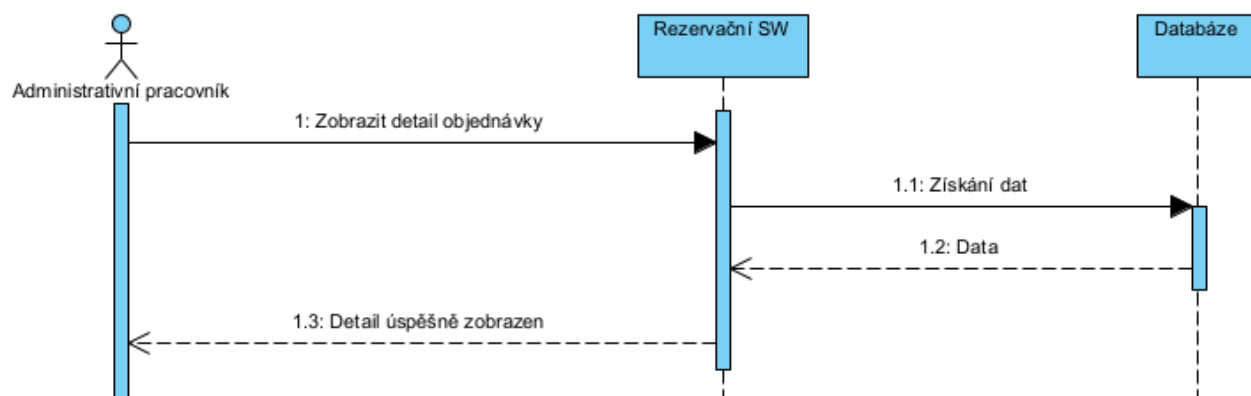 Rezervační SW
Databáze
Administrativní pracovník
1: Zobrazit detail objednávky
1.1: Získání dat
1.2: Data
1.3: Detail úspěšně zobrazen